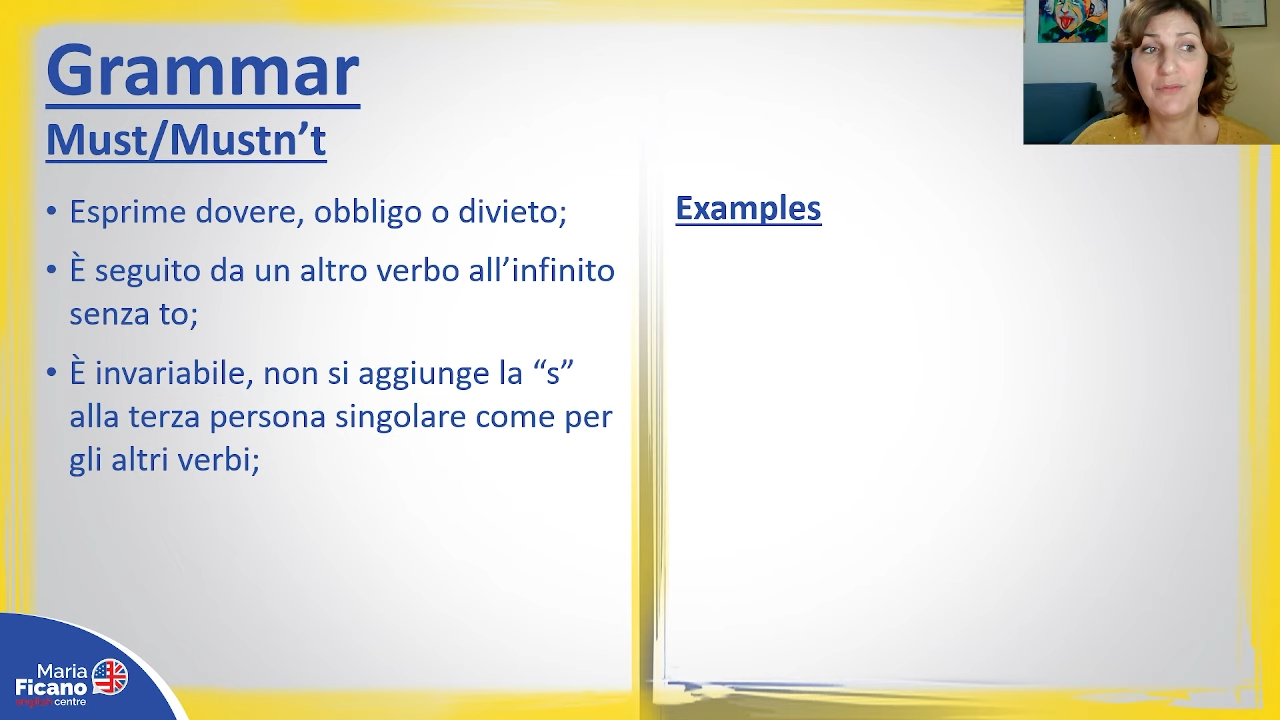 Grammar
Must/Mustn’t
• Esprime dovere, obbligo o divieto;
• È seguito da un altro verbo all’infinito
senza to;
• È invariabile, non si aggiunge la “s”
alla terza persona singolare come per
gli altri verbi;
Examples
Maria
Ficano
english centre